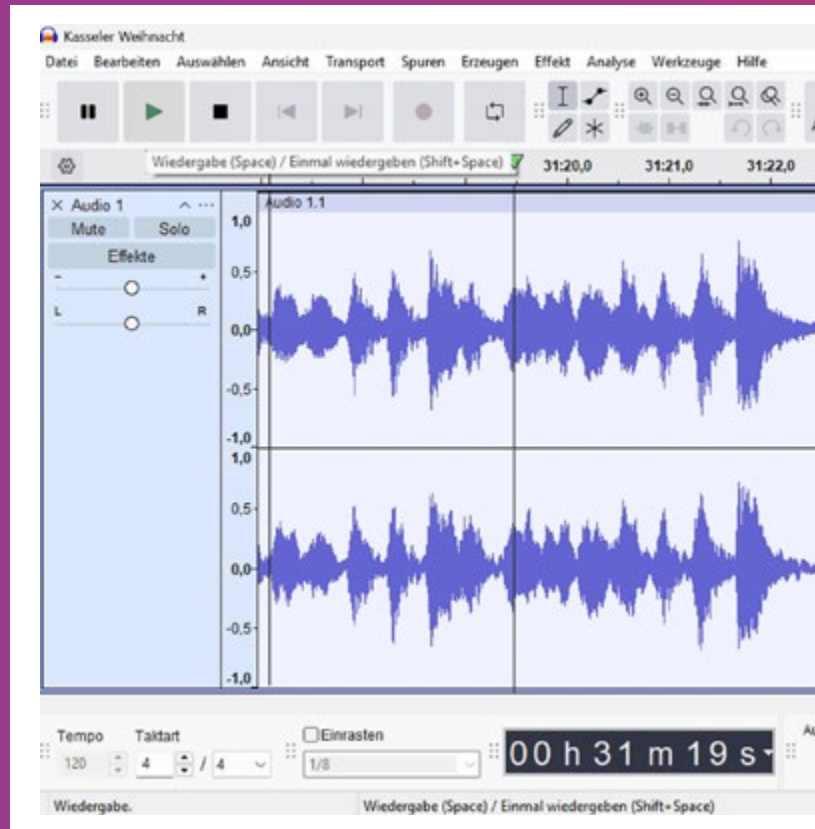 Kasseler Weihnacht
Datei Bearbeiten Auswählen Ansicht Transport Spuren Erzeugen Effekt Analyse Werkzeuge Hilfe
Wiedergabe (Space) / Einmal wiedergeben (Shift+Space) 31:20,0 31:21,0 31:22,0
Audio 1
Audio 1.1
Mute Solo
Effekte
- +
L R
1,0
0,5-
0,0-
-0,5-
-1,0
1,0
0,5-
0,0-
-0,5-
-1,0
Tempo Taktart Einrasten
120 4 / 4 1/8 00 h 31 m 19 s
Wiedergabe. Wiedergabe (Space) / Einmal wiedergeben (Shift+Space)